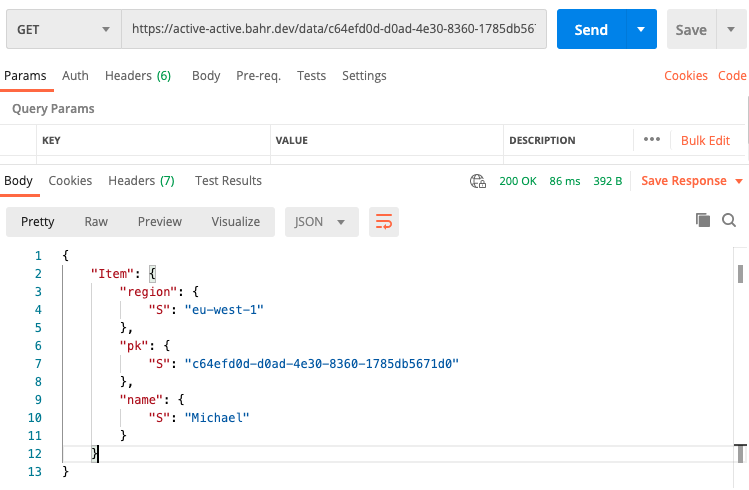 GET https://active-active.bahr.dev/data/c64efd0d-d0ad-4e30-8360-1785db567 Send Save
Params Auth Headers (6) Body Pre-req. Tests Settings Cookies Code
Query Params
KEY VALUE DESCRIPTION ••• Bulk Edit
Body Cookies Headers (7) Test Results 200 OK 86 ms 392 B Save Response
Pretty Raw Preview Visualize JSON
1 {
2 "Item": {
3 "region": {
4 "S": "eu-west-1"
5 },
6 "pk": {
7 "S": "c64efd0d-d0ad-4e30-8360-1785db5671d0"
8 },
9 "name": {
10 "S": "Michael"
11 }
12 }
13 }